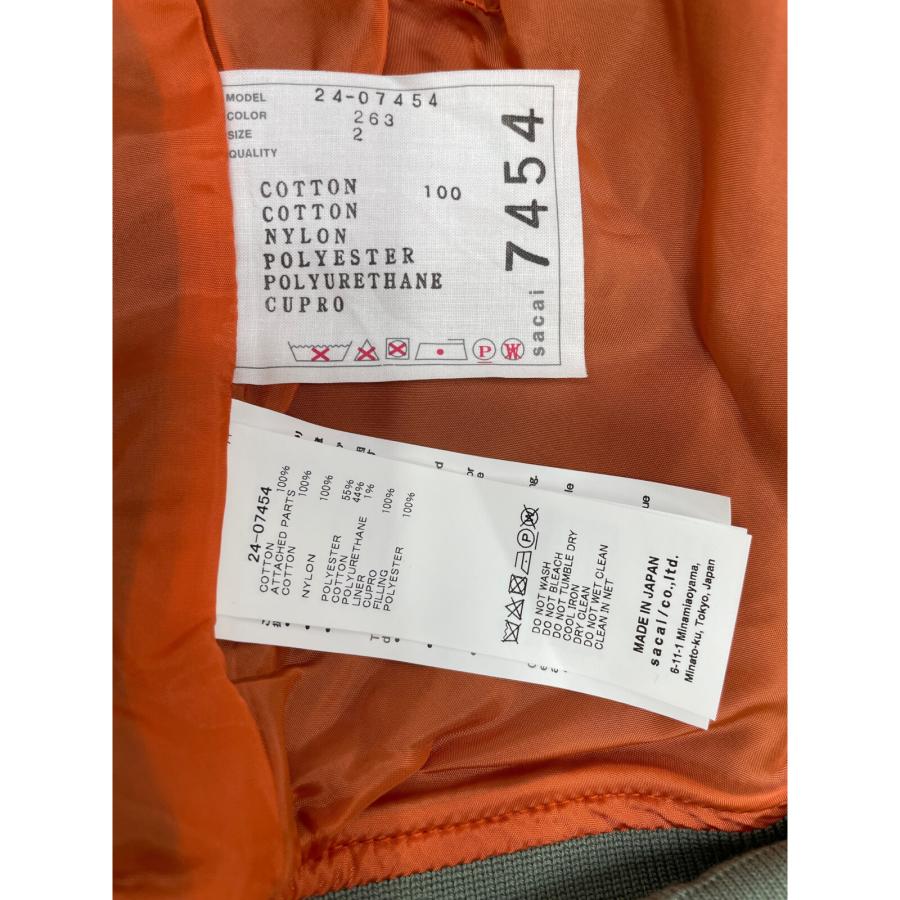 MODEL 24-07454
COLOR 263
SIZE 2
QUALITY
COTTON 100
COTTON
NYLON
POLYESTER
POLYURETHANE
CUPRO
sacai 7454
24-07454
COTTON 100%
ATTACHED PARTS
COTTON 100%
NYLON 100%
POLYESTER 55%
COTTON 44%
POLYURETHANE 1%
LINER
CUPRO 100%
FILLING
POLYESTER 100%
DO NOT WASH
DO NOT BLEACH
DO NOT TUMBLE DRY
COOL IRON
DRY CLEAN
DO NOT WET CLEAN
CLEAN IN NET
MADE IN JAPAN
sacai/co.,ltd.
6-11-1 Minamiaoyama,
Minato-ku, Tokyo, Japan